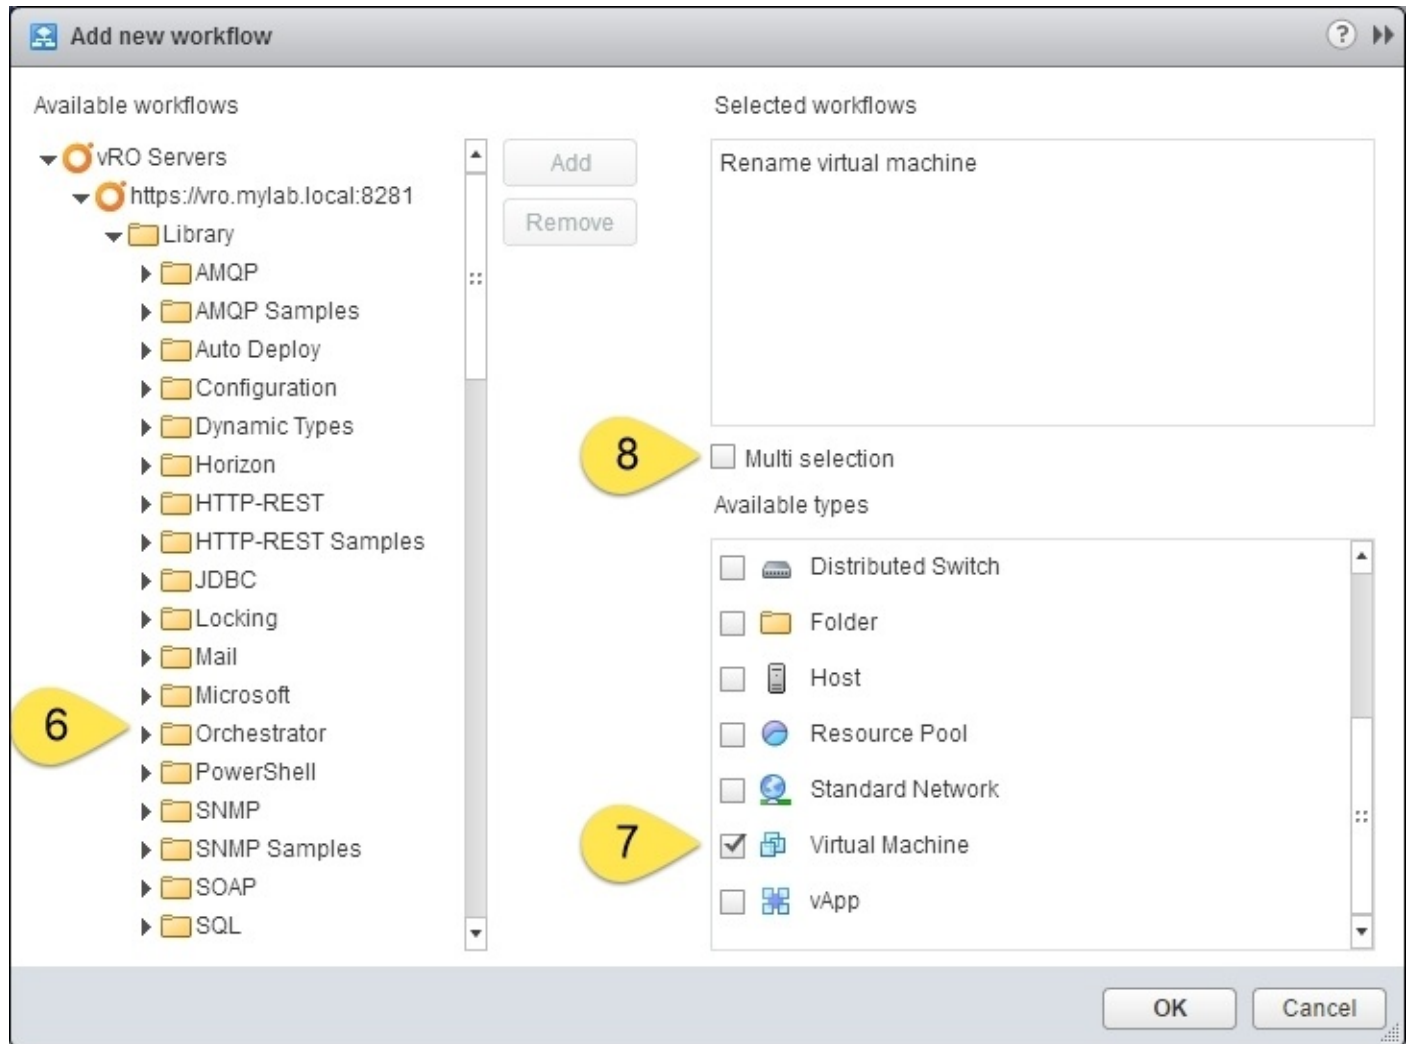 Add new workflow
?
Available workflows
vRO Servers
https://vro.mylab.local:8281
Library
AMQP
AMQP Samples
Auto Deploy
Configuration
Dynamic Types
Horizon
HTTP-REST
HTTP-REST Samples
JDBC
Locking
Mail
Microsoft
6
Orchestrator
PowerShell
SNMP
SNMP Samples
SOAP
SQL
Add
Remove
Selected workflows
Rename virtual machine
8
Multi selection
Available types
Distributed Switch
Folder
Host
Resource Pool
Standard Network
7
Virtual Machine
vApp
OK
Cancel